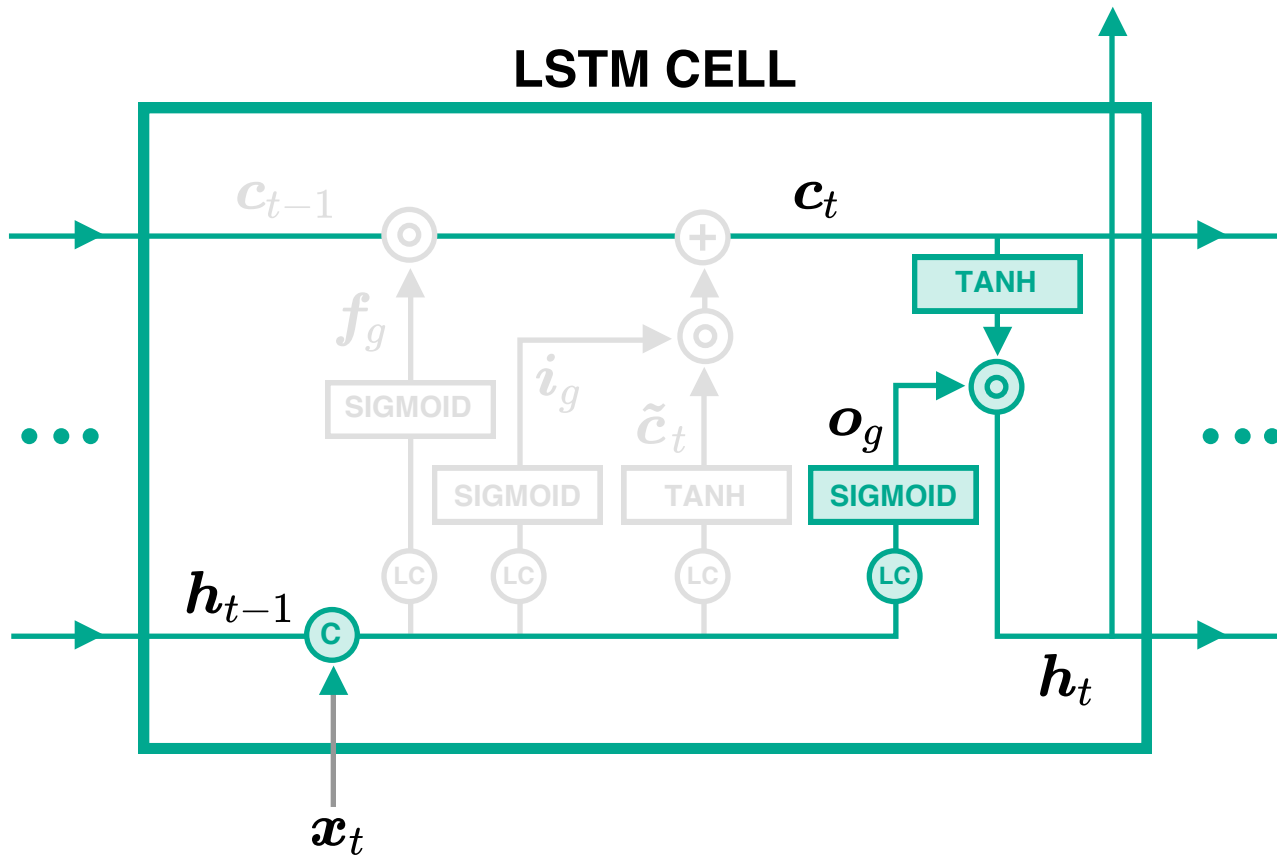 LSTM CELL
c_{t−1}
c_t
TANH
f_g
i_g
SIGMOID
c̃_t
o_g
SIGMOID
TANH
SIGMOID
LC
LC
LC
LC
h_{t−1}
C
h_t
x_t